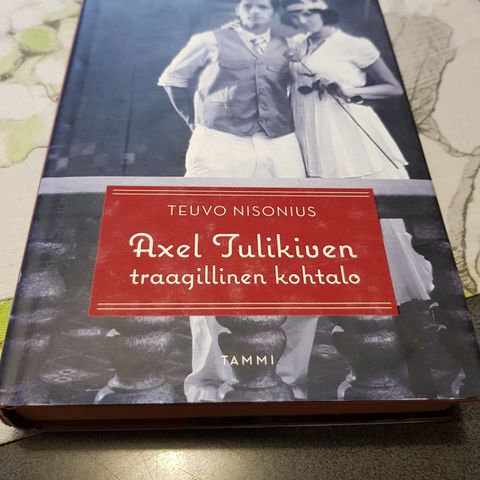 TEUVO NISONIUS
Axel Tulikiven
traagillinen kohtalo
TAMMI